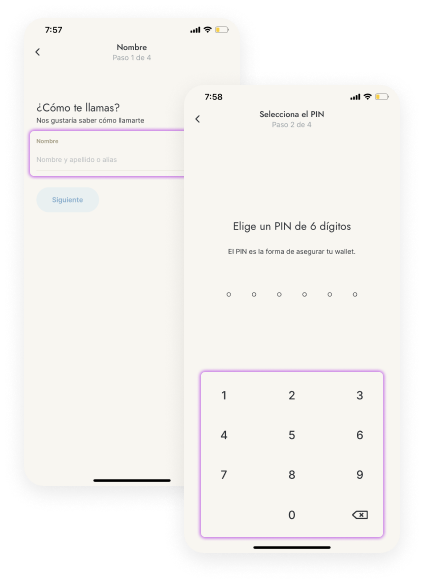 7:57
Nombre
Paso 1 de 4
¿Cómo te llamas?
Nos gustaría saber cómo llamarte
Nombre
Nombre y apellido o alias
Siguiente
7:58
Selecciona el PIN
Paso 2 de 4
Elige un PIN de 6 dígitos
El PIN es la forma de asegurar tu wallet.
1 2 3
4 5 6
7 8 9
0